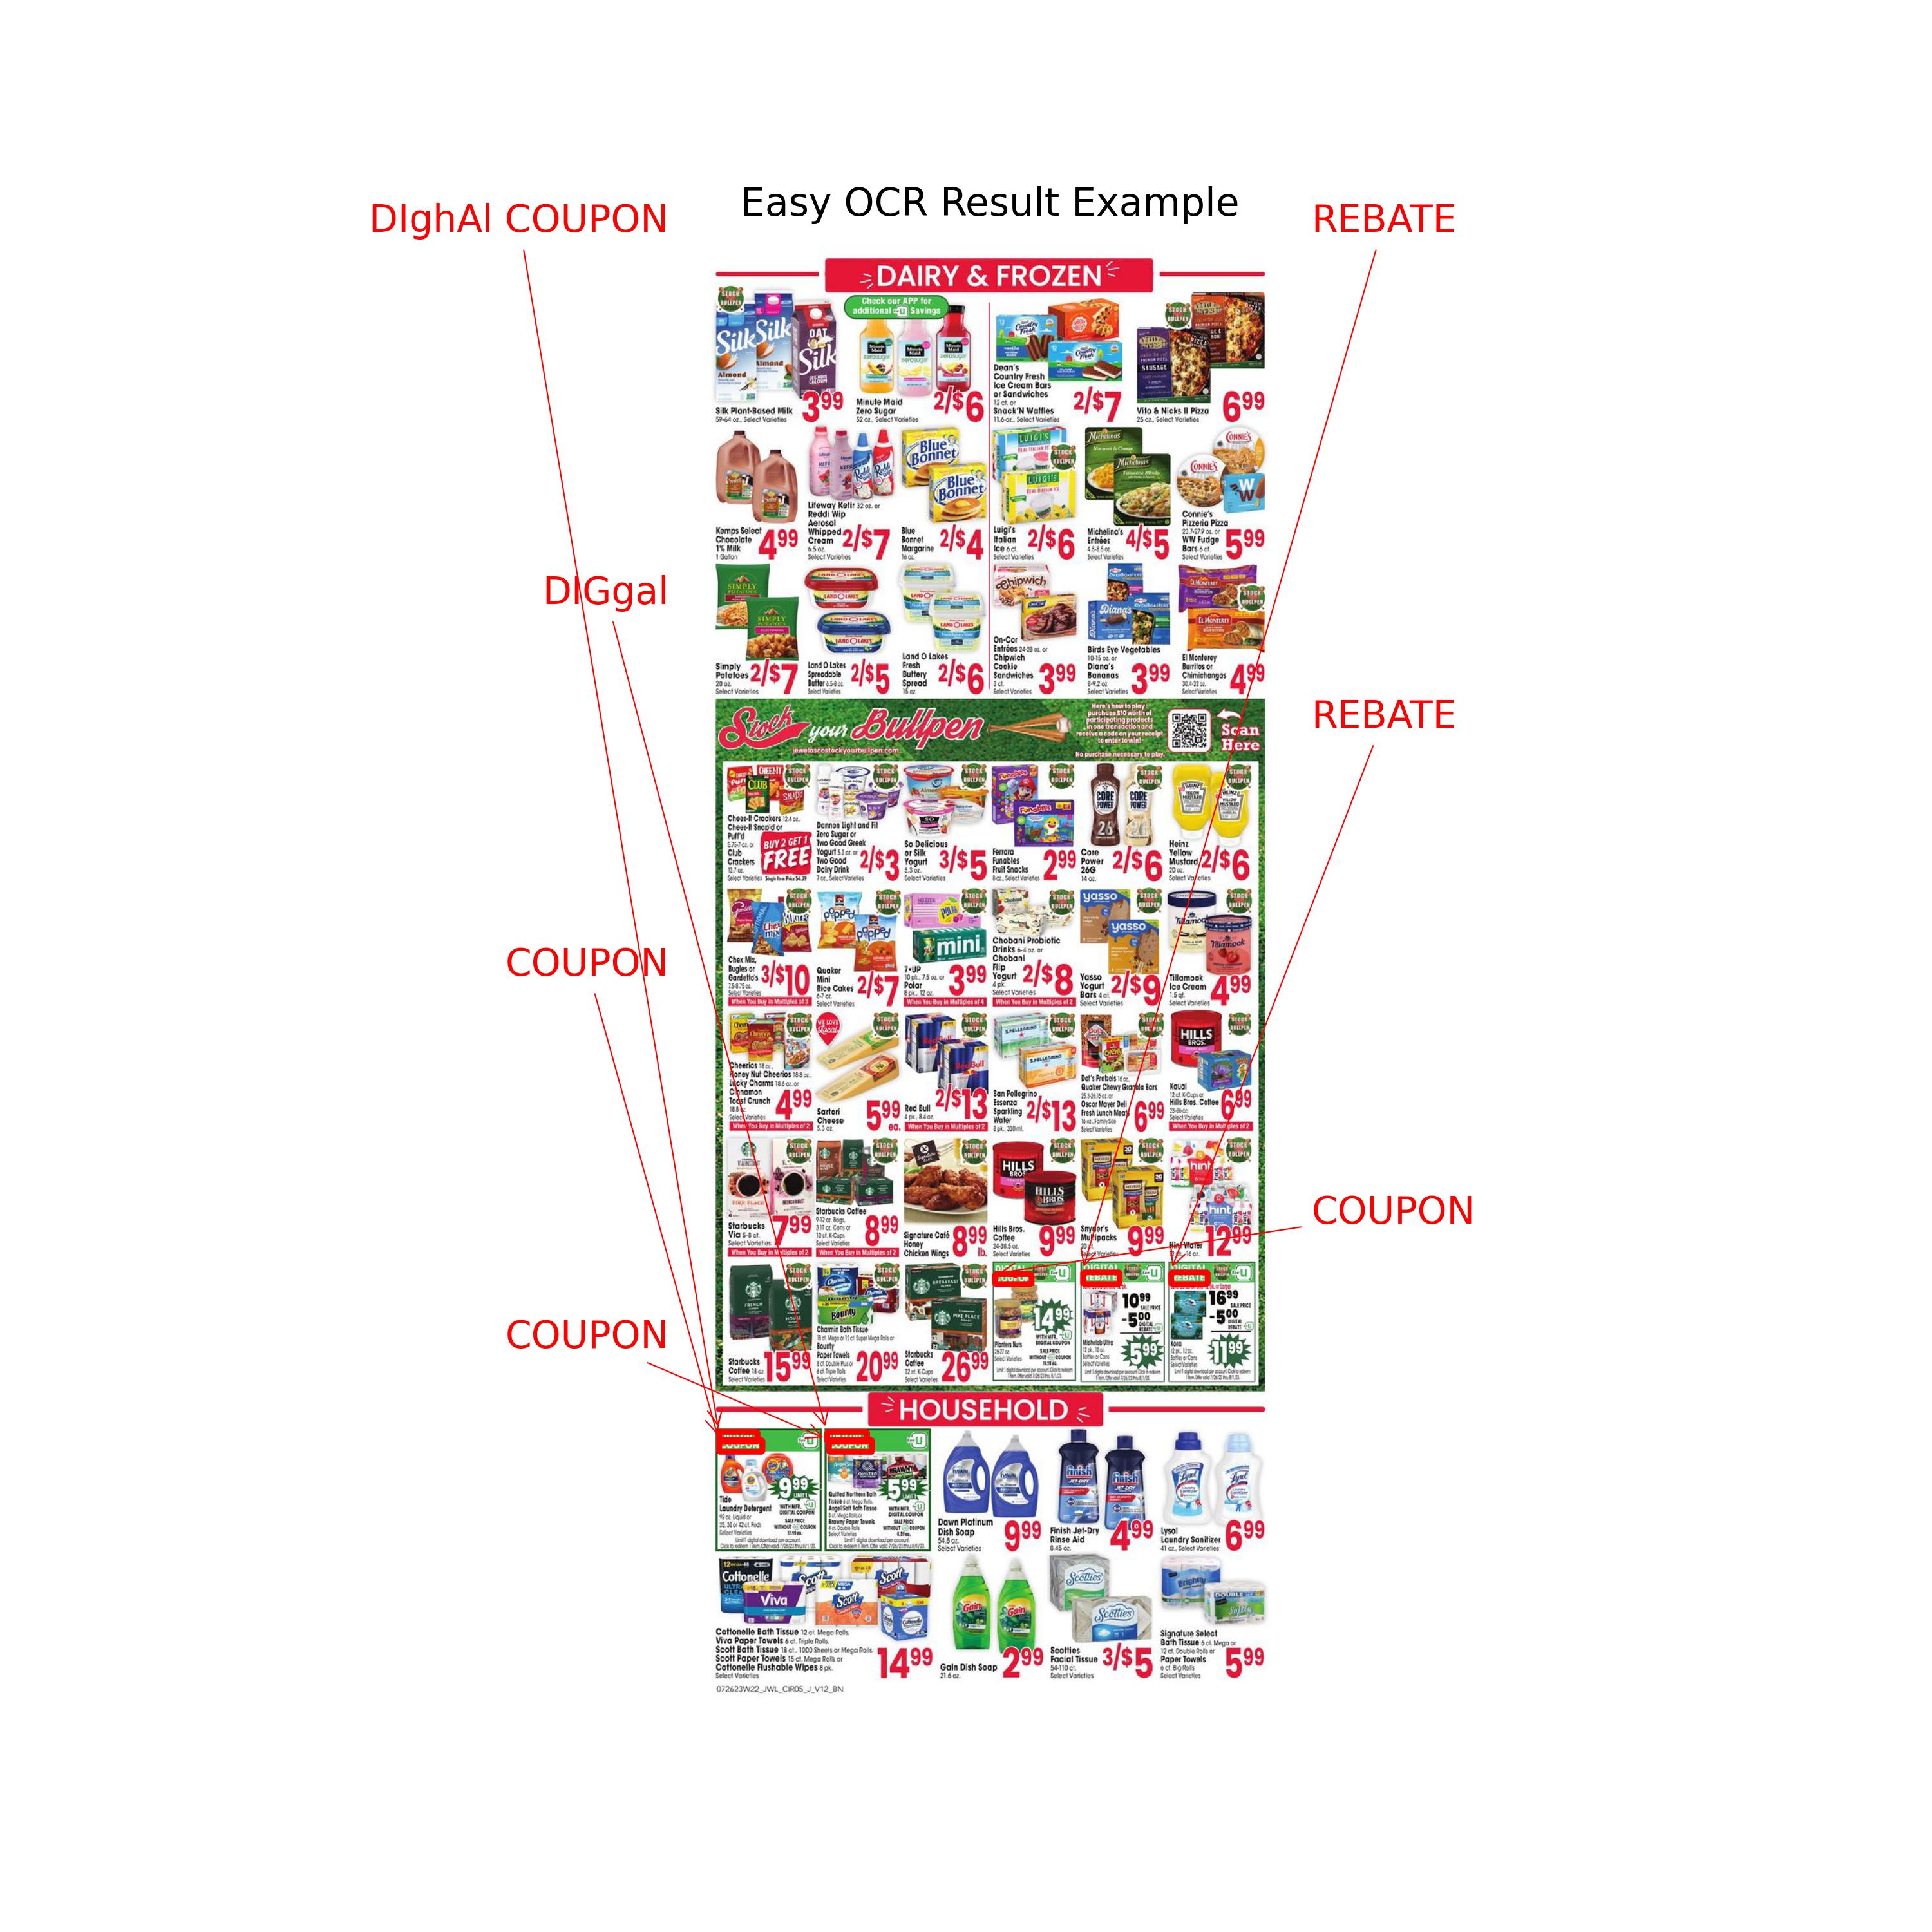 Easy OCR Result Example
DIghAl COUPON
REBATE
DIGgal
REBATE
COUPON
COUPON
COUPON
DAIRY & FROZEN
Check our APP for
additional U Savings
Silk Plant-Based Milk
59-64 oz., Select Varieties
3.99
Minute Maid
Zero Sugar
52 oz., Select Varieties
2/$6
Dean's
Country Fresh
Ice Cream Bars
or Sandwiches
12 ct. or
Snack'N Waffles
11.6 oz., Select Varieties
2/$7
Vito & Nicks II Pizza
25 oz., Select Varieties
6.99
Kemps Select
Chocolate
1% Milk
1 Gallon
4.99
Lifeway Kefir 32 oz. or
Reddi Wip
Aerosol
Whipped
Cream
6.5 oz.
Select Varieties
2/$7
Blue
Bonnet
Margarine
16 oz.
2/$4
Luigi's
Italian
Ice 6 ct.
Select Varieties
2/$6
Michelina's
Entrées
4.5-8.5 oz.
Select Varieties
4/$5
Connie's
Pizzeria Pizza
23.7-27.9 oz. or
WW Fudge
Bars 6 ct.
Select Varieties
5.99
Simply
Potatoes
20 oz.
Select Varieties
2/$7
Land O Lakes
Spreadable
Butter 6.5-8 oz.
Select Varieties
2/$5
Land O Lakes
Fresh
Buttery
Spread
15 oz.
2/$6
On-Cor
Entrées 24-28 oz. or
Chipwich
Cookie
Sandwiches
3 ct.
Select Varieties
3.99
Birds Eye Vegetables
10-15 oz. or
Diana's
Bananas
8-9.2 oz.
Select Varieties
3.99
El Monterey
Burritos or
Chimichangas
30.4-32 oz.
Select Varieties
4.99
Stock your Bullpen
jeweloscostockyourbullpen.com.
Here's how to play:
purchase $10 worth of
participating products
in one transaction and
receive a code on your receipt
to enter to win!
No purchase necessary to play.
Scan
Here
Cheez-It Crackers 12.4 oz.,
Cheez-It Snap'd or
Puff'd
5.75-7 oz. or
Club
Crackers
13.7 oz.
Select Varieties
BUY 2 GET 1
FREE
Single Item Price $6.29
Dannon Light and Fit
Zero Sugar or
Two Good Greek
Yogurt 5.3 oz. or
Two Good
Dairy Drink
7 oz., Select Varieties
2/$3
So Delicious
or Silk
Yogurt
5.3 oz.
Select Varieties
3/$5
Ferrara
Funables
Fruit Snacks
8 oz., Select Varieties
2.99
Core
Power
26G
14 oz.
2/$6
Heinz
Yellow
Mustard
20 oz.
Select Varieties
2/$6
Chex Mix,
Bugles or
Gardetto's
7.5-8.75 oz.
Select Varieties
3/$10
When You Buy in Multiples of 3
Quaker
Mini
Rice Cakes
6-7 oz.
Select Varieties
2/$7
7-UP
10 pk., 7.5 oz. or
Polar
8 pk., 12 oz.
3.99
When You Buy in Multiples of 4
Chobani Probiotic
Drinks 6-4 oz. or
Chobani
Flip
Yogurt
4 pk.
Select Varieties
2/$8
When You Buy in Multiples of 2
Yasso
Yogurt
Bars 4 ct.
Select Varieties
2/$9
Tillamook
Ice Cream
1.5 qt.
Select Varieties
4.99
Cheerios 18 oz.,
Honey Nut Cheerios 18.8 oz.,
Lucky Charms 18.6 oz. or
Cinnamon
Toast Crunch
18.8 oz.
Select Varieties
4.99
When You Buy in Multiples of 2
Sartori
Cheese
5.3 oz.
5.99 ea.
Red Bull
4 pk., 8.4 oz.
2/$13
When You Buy in Multiples of 2
San Pellegrino
Essenza
Sparkling
Water
8 pk., 330 ml.
2/$13
Dot's Pretzels 16 oz.,
Quaker Chewy Granola Bars
25.3-26.16 oz. or
Oscar Mayer Deli
Fresh Lunch Meat
16 oz., Family Size
Select Varieties
6.99
Kauai
12 ct. K-Cups or
Hills Bros. Coffee
23-26 oz.
Select Varieties
6.99
When You Buy in Multiples of 2
Starbucks
Via 5-8 ct.
Select Varieties
7.99
When You Buy in Multiples of 2
Starbucks Coffee
9-12 oz. Bags,
3.17 oz. Cans or
10 ct. K-Cups
Select Varieties
8.99
When You Buy in Multiples of 2
Signature Café
Honey
Chicken Wings
8.99 lb.
Hills Bros.
Coffee
24-30.5 oz.
Select Varieties
9.99
Snyder's
Multipacks
20 ct.
Select Varieties
9.99
Hint Water
12 pk., 16 oz.
12.99
Starbucks
Coffee 18 oz.
Select Varieties
15.99
Charmin Bath Tissue
18 ct. Mega or 12 ct. Super Mega Rolls or
Bounty
Paper Towels
8 ct. Double Plus or
6 ct. Triple Rolls
Select Varieties
20.99
Starbucks
Coffee
32 ct. K-Cups
Select Varieties
26.99
DIGITAL
COUPON
Planters Nuts
26-27 oz.
Select Varieties
14.99
WITH MFR.
DIGITAL COUPON
SALE PRICE
WITHOUT COUPON
DIGITAL
REBATE
10.99
SALE PRICE
-5.00
DIGITAL
REBATE
5.99
Michelob Ultra
12 pk., 12 oz.
Bottles or Cans
Select Varieties
DIGITAL
REBATE
16.99
SALE PRICE
-5.00
DIGITAL
REBATE
11.99
Kona
12 pk., 12 oz.
Bottles or Cans
Select Varieties
HOUSEHOLD
COUPON
Tide
Laundry Detergent
92 oz. Liquid or
25, 32 or 42 ct. Pods
Select Varieties
9.99
LIMIT 1
WITH MFR.
DIGITAL COUPON
SALE PRICE
WITHOUT COUPON
Limit 1 digital download per account.
Click to redeem 1 item. Offer valid 7/26/23 thru 8/1/23.
COUPON
Quilted Northern Bath
Tissue 6 ct. Mega Rolls,
Angel Soft Bath Tissue
8 ct. Mega Rolls or
Brawny Paper Towels
4 ct. Double Rolls
Select Varieties
5.99
LIMIT 1
WITH MFR.
DIGITAL COUPON
SALE PRICE
WITHOUT COUPON
Limit 1 digital download per account.
Click to redeem 1 item. Offer valid 7/26/23 thru 8/1/23.
Dawn Platinum
Dish Soap
54.8 oz.
Select Varieties
9.99
Finish Jet-Dry
Rinse Aid
8.45 oz.
4.99
Lysol
Laundry Sanitizer
41 oz., Select Varieties
6.99
Cottonelle Bath Tissue 12 ct. Mega Rolls,
Viva Paper Towels 6 ct. Triple Rolls,
Scott Bath Tissue 18 ct., 1000 Sheets or Mega Rolls,
Scott Paper Towels 15 ct. Mega Rolls or
Cottonelle Flushable Wipes 8 pk.
Select Varieties
14.99
Gain Dish Soap
21.6 oz.
2.99
Scotties
Facial Tissue
54-110 ct.
Select Varieties
3/$5
Signature Select
Bath Tissue 6 ct. Mega or
12 ct. Double Rolls or
Paper Towels
6 ct. Big Rolls
Select Varieties
5.99
072623W22_JWL_CIR05_J_V12_BN